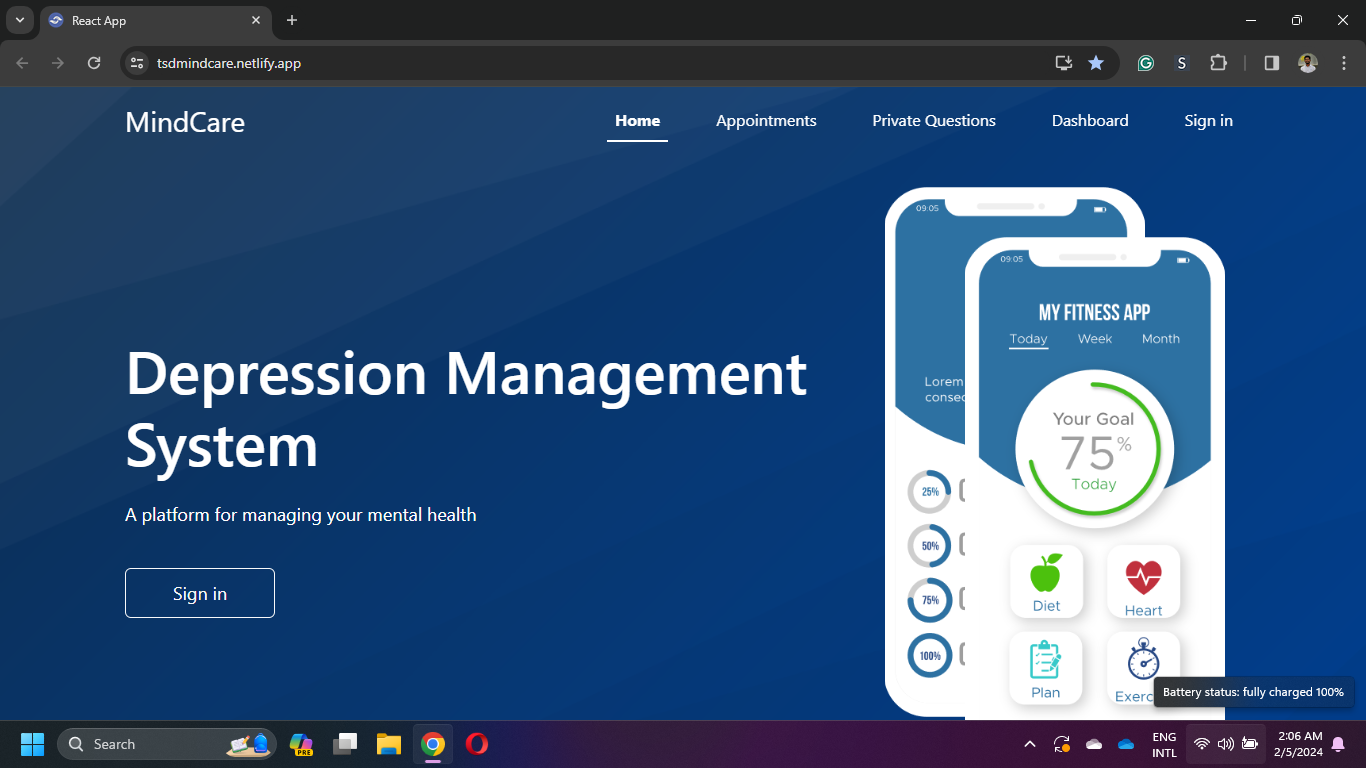 React App
tsdmindcare.netlify.app
MindCare
Home
Appointments
Private Questions
Dashboard
Sign in
Depression Management
System
A platform for managing your mental health
Sign in
09:05
Lorem
consec
25%
50%
75%
100%
09:05
MY FITNESS APP
Today
Week
Month
Your Goal
75%
Today
Diet
Heart
Plan
Exerc
Battery status: fully charged 100%
Search
PRE
ENG
INTL
2:06 AM
2/5/2024